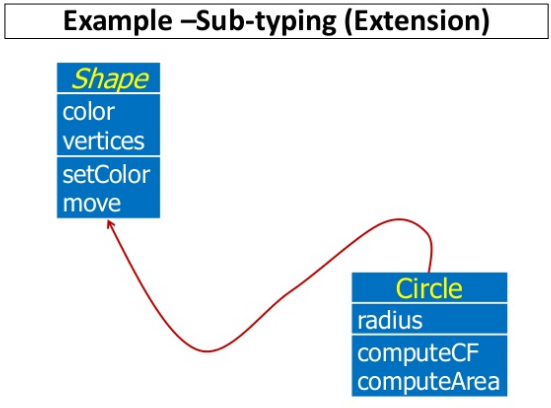 Example –Sub-typing (Extension)
Shape
color
vertices
setColor
move
Circle
radius
computeCF
computeArea